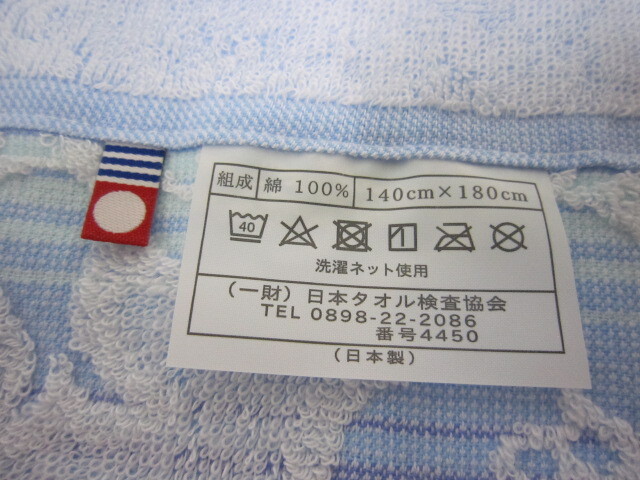 組成 綿 100% 140cm×180cm
40
洗濯ネット使用
(一財)日本タオル検査協会
TEL 0898-22-2086
番号4450
(日本製)